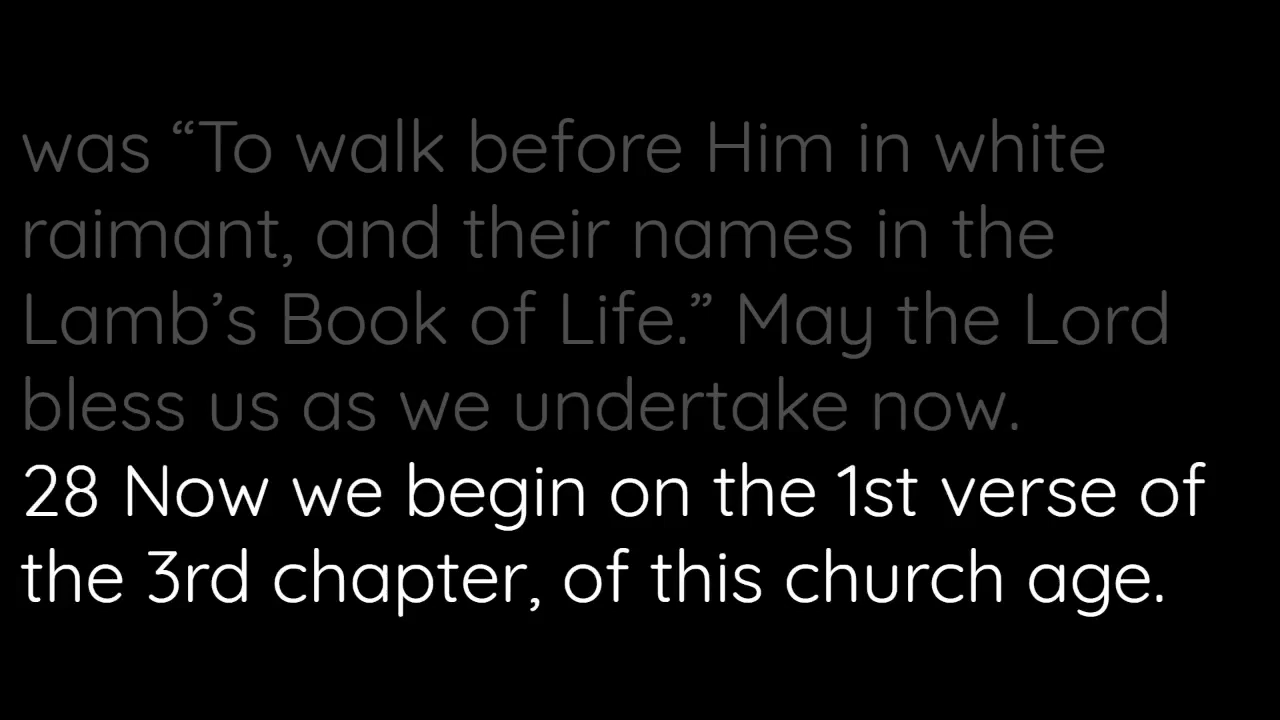 was “To walk before Him in white
raimant, and their names in the
Lamb’s Book of Life.” May the Lord
bless us as we undertake now.
28 Now we begin on the 1st verse of
the 3rd chapter, of this church age.